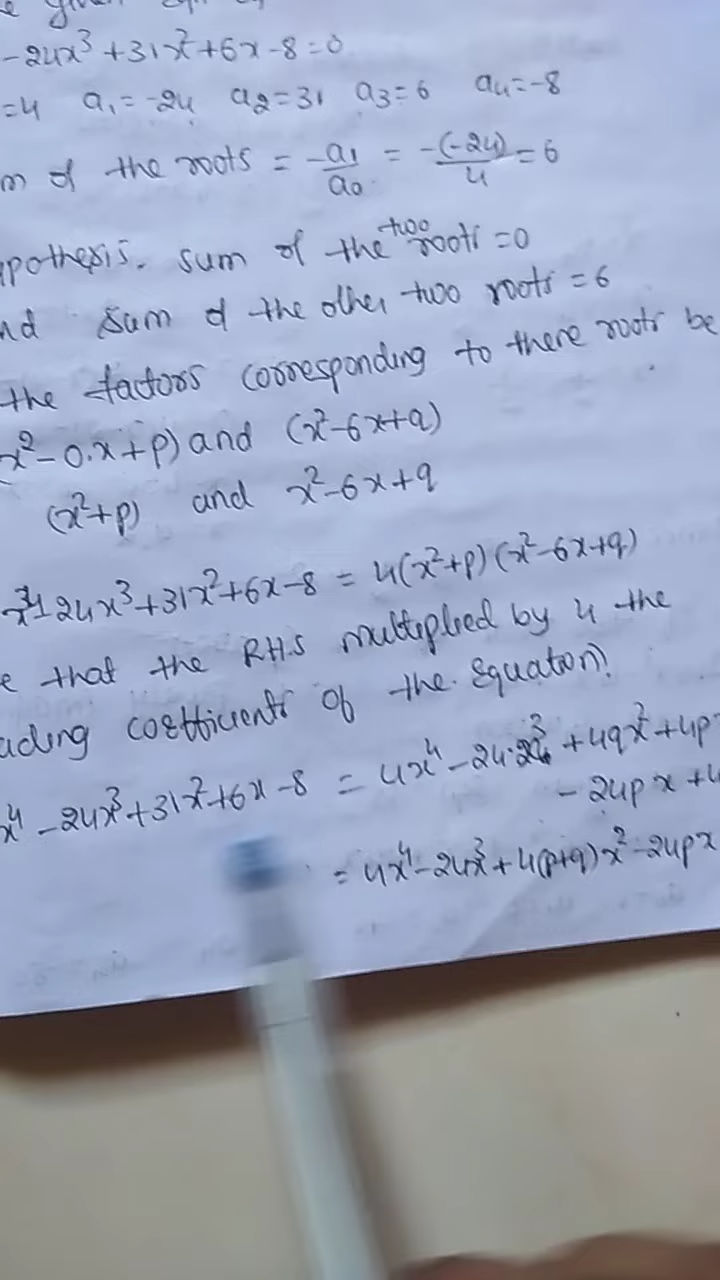 given
-24x³+31x²+6x-8=0
=4 a₁=-24 a₂=31 a₃=6 a₄=-8
m of the roots = -a₁/a₀ = -(-24)/4 = 6
pothesis. sum of the two roots =0
nd sum of the other two roots =6
the factors corresponding to there roots be
(x²-0.x+p) and (x²-6x+q)
(x²+p) and x²-6x+q
x⁴-24x³+31x²+6x-8 = 4(x²+p)(x²-6x+q)
e that the RHS multiplied by 4 the
ading coefficients of the Equation)
x⁴-24x³+31x²+6x-8 = 4x⁴-24x³+4qx²+4p
-24px+4
=4x⁴-24x³+4(p+q)x²-24px